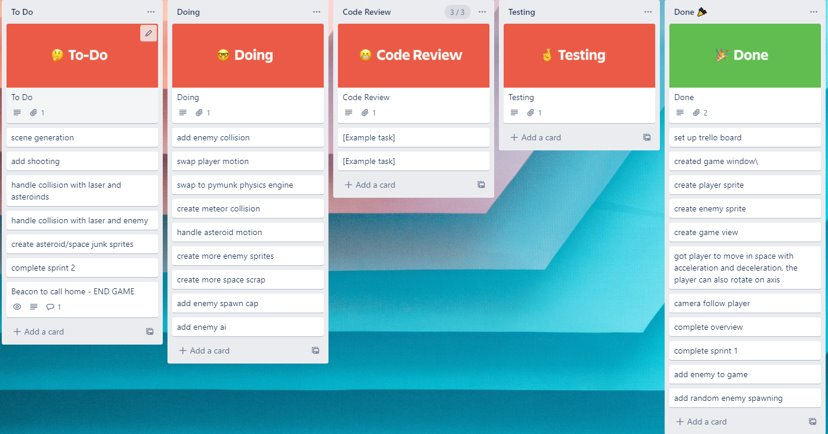 To Do
To-Do
To Do
1
scene generation
add shooting
handle collision with laser and
asteroinds
handle collision with laser and enemy
create asteroid/space junk sprites
complete sprint 2
Beacon to call home - END GAME
1
+ Add a card
Doing
Doing
Doing
1
add enemy collision
swap player motion
swap to pymunk physics engine
create meteor collision
handle asteroid motion
create more enemy sprites
create more space scrap
add enemy spawn cap
add enemy ai
+ Add a card
Code Review
3 / 3
Code Review
Code Review
1
[Example task]
[Example task]
+ Add a card
Testing
Testing
Testing
1
+ Add a card
Done
Done
Done
2
set up trello board
created game window\
create player sprite
create enemy sprite
create game view
got player to move in space with
acceleration and deceleration, the
player can also rotate on axis
camera follow player
complete overview
complete sprint 1
add enemy to game
add random enemy spawning
+ Add a card